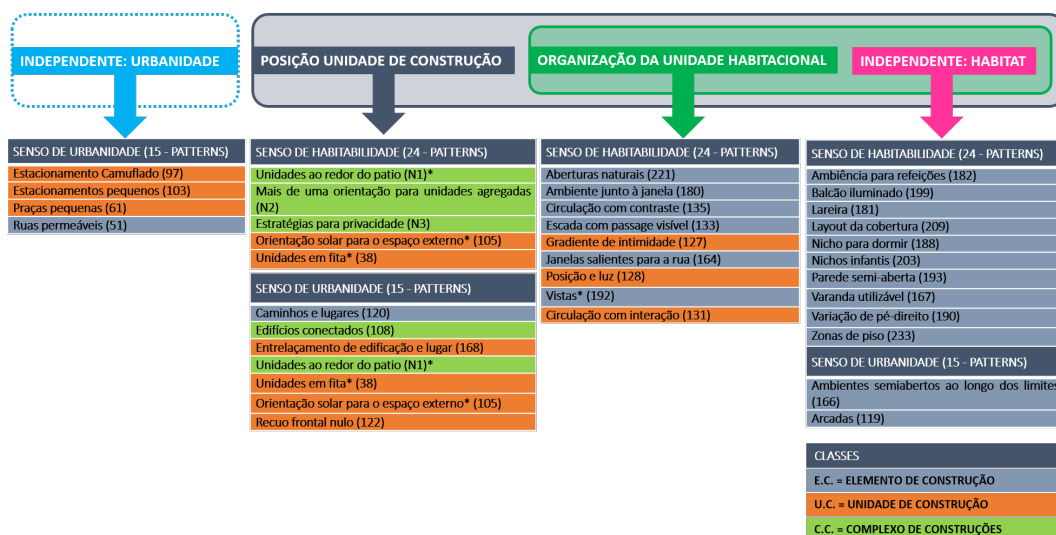 INDEPENDENTE: URBANIDADE
POSIÇÃO UNIDADE DE CONSTRUÇÃO
ORGANIZAÇÃO DA UNIDADE HABITACIONAL
INDEPENDENTE: HABITAT
SENSO DE URBANIDADE (15 - PATTERNS)
Estacionamento Camuflado (97)
Estacionamentos pequenos (103)
Praças pequenas (61)
Ruas permeáveis (51)
SENSO DE HABITABILIDADE (24 - PATTERNS)
Unidades ao redor do patio (N1)*
Mais de uma orientação para unidades agregadas
(N2)
Estratégias para privacidade (N3)
Orientação solar para o espaço externo* (105)
Unidades em fita* (38)
SENSO DE URBANIDADE (15 - PATTERNS)
Caminhos e lugares (120)
Edifícios conectados (108)
Entrelaçamento de edificação e lugar (168)
Unidades ao redor do patio (N1)*
Unidades em fita* (38)
Orientação solar para o espaço externo* (105)
Recuo frontal nulo (122)
SENSO DE HABITABILIDADE (24 - PATTERNS)
Aberturas naturais (221)
Ambiente junto à janela (180)
Circulação com contraste (135)
Escada com passage visível (133)
Gradiente de intimidade (127)
Janelas salientes para a rua (164)
Posição e luz (128)
Vistas* (192)
Circulação com interação (131)
SENSO DE HABITABILIDADE (24 - PATTERNS)
Ambiência para refeições (182)
Balcão iluminado (199)
Lareira (181)
Layout da cobertura (209)
Nicho para dormir (188)
Nichos infantis (203)
Parede semi-aberta (193)
Varanda utilizável (167)
Variação de pé-direito (190)
Zonas de piso (233)
SENSO DE URBANIDADE (15 - PATTERNS)
Ambientes semiabertos ao longo dos limites
(166)
Arcadas (119)
CLASSES
E.C. = ELEMENTO DE CONSTRUÇÃO
U.C. = UNIDADE DE CONSTRUÇÃO
C.C. = COMPLEXO DE CONSTRUÇÕES